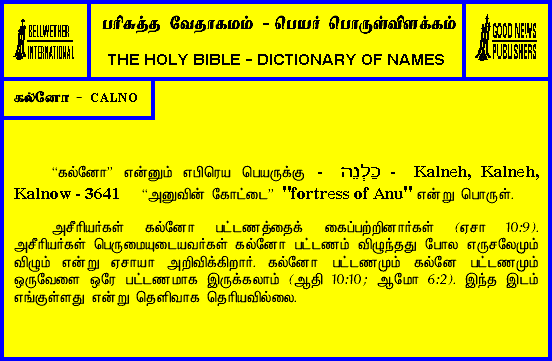 BELLWETHER
INTERNATIONAL
பரிசுத்த வேதாகமம் - பெயர் பொருள்விளக்கம்
THE HOLY BIBLE - DICTIONARY OF NAMES
GOOD NEWS
PUBLISHERS
கல்னோ - CALNO
“கல்னோ” என்னும் எபிரெய பெயருக்கு - כַּלְנֵה - Kalneh, Kalneh,
Kalnow - 3641 “அனுவின் கோட்டை” "fortress of Anu" என்று பொருள்.
அசீரியர்கள் கல்னோ பட்டணத்தைக் கைப்பற்றினார்கள் (ஏசா 10:9).
அசீரியர்கள் பெருமையுடையவர்கள் கல்னோ பட்டணம் விழுந்தது போல எருசலேமும்
விழும் என்று ஏசாயா அறிவிக்கிறார். கல்னோ பட்டணமும் கல்னே பட்டணமும்
ஒருவேளை ஒரே பட்டணமாக இருக்கலாம் (ஆதி 10:10; ஆமோ 6:2). இந்த இடம்
எங்குள்ளது என்று தெளிவாக தெரியவில்லை.